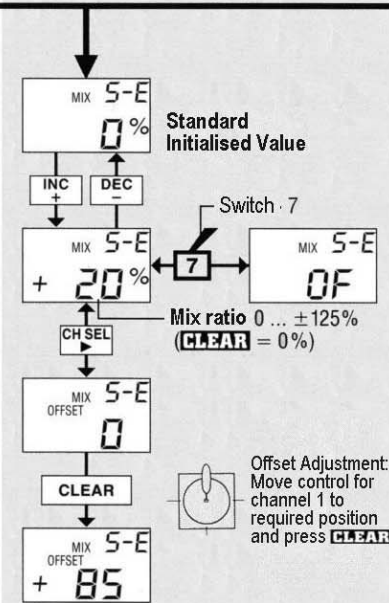 MIX S-E
0%
Standard
Initialised Value
INC
+
DEC
−
Switch · 7
MIX S-E
+ 20%
7
MIX S-E
OF
Mix ratio 0 ... ±125%
(CLEAR = 0%)
CH SEL
▶
MIX S-E
OFFSET
0
CLEAR
Offset Adjustment:
Move control for
channel 1 to
required position
and press CLEAR
MIX S-E
OFFSET
+ 85